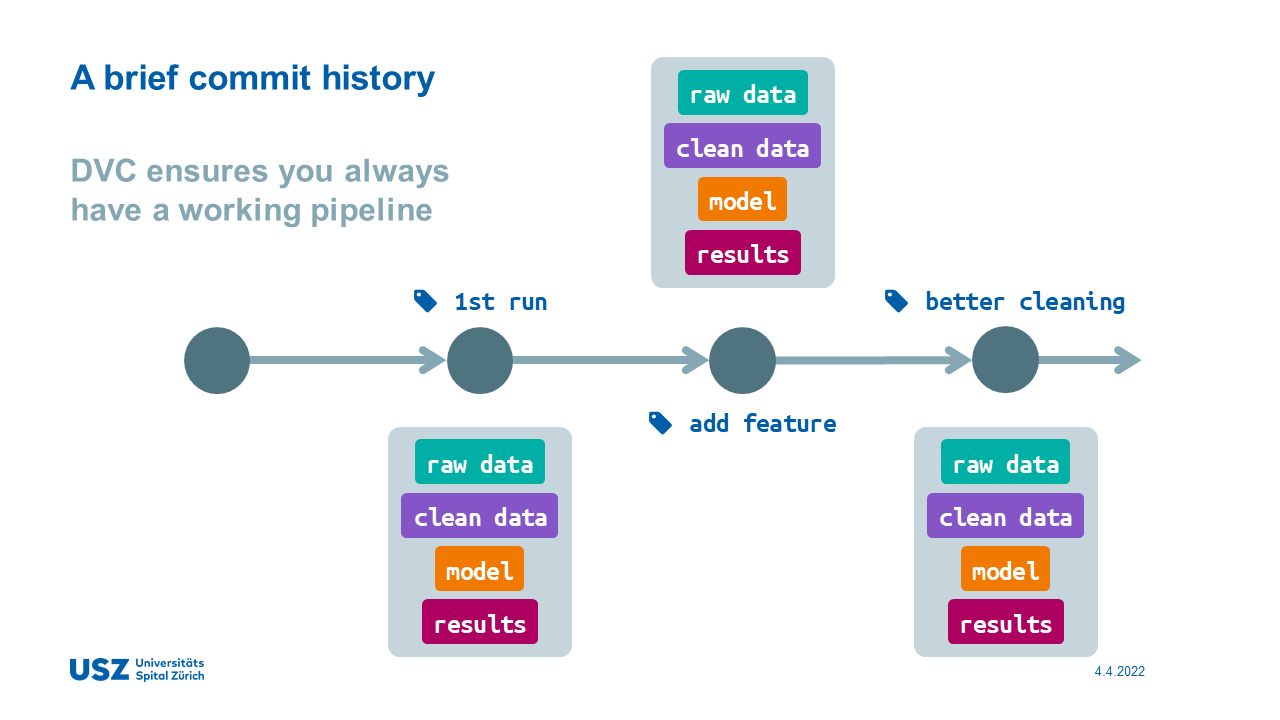 A brief commit history
DVC ensures you always
have a working pipeline
raw data
clean data
model
results
1st run
better cleaning
add feature
raw data
clean data
model
results
raw data
clean data
model
results
USZ Universitäts
Spital Zürich
4.4.2022